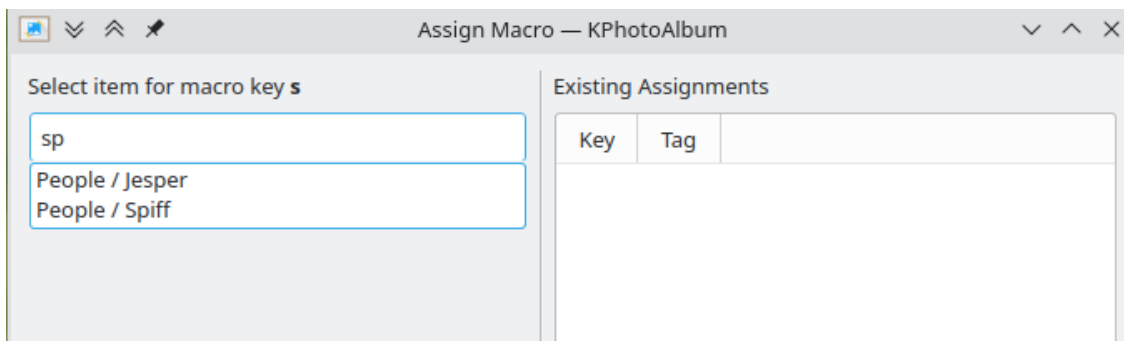 Assign Macro — KPhotoAlbum
Select item for macro key s
sp
People / Jesper
People / Spiff
Existing Assignments
Key Tag